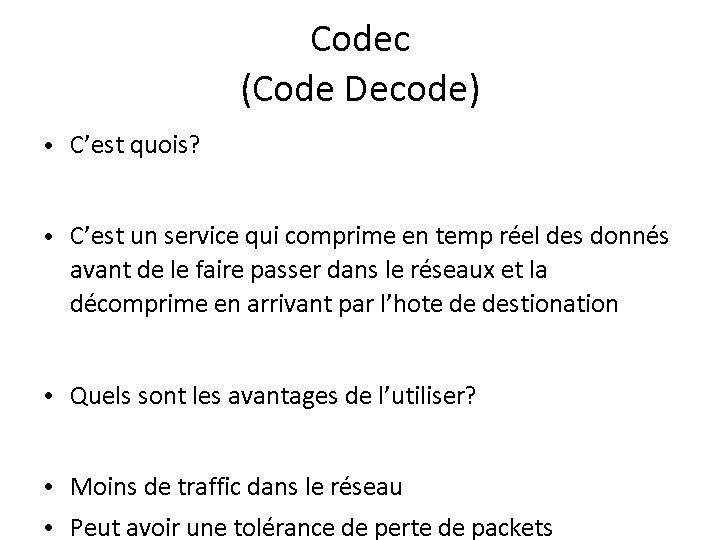 Codec
(Code Decode)
• C’est quois?
• C’est un service qui comprime en temp réel des donnés
avant de le faire passer dans le réseaux et la
décomprime en arrivant par l’hote de destionation
• Quels sont les avantages de l’utiliser?
• Moins de traffic dans le réseau
• Peut avoir une tolérance de perte de packets